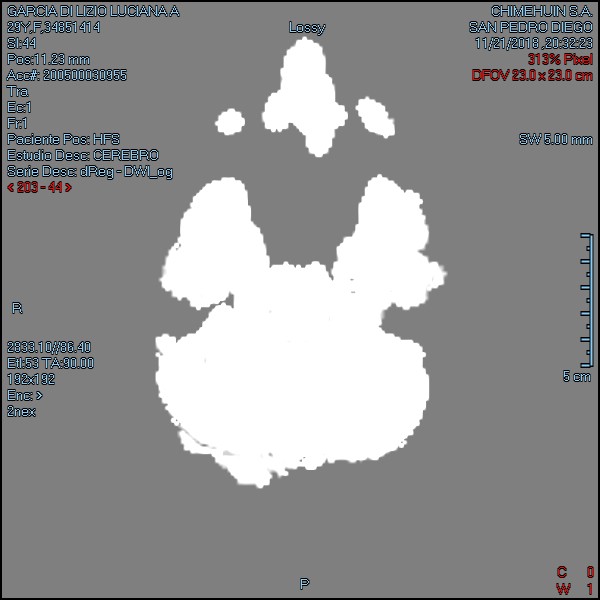 GARCIA DI LIZIO LUCIANA A
29Y,F,34851414
Sl:44
Pos:11.23 mm
Acc#: 200500030955
Tra
Ec:1
Fr:1
Paciente Pos: HFS
Estudio Desc: CEREBRO
Serie Desc: dReg - DWI_og
< 203 - 44 >
Lossy
CHIMEHUIN S.A.
SAN PEDRO DIEGO
11/21/2018 ,20:32:23
313% Pixel
DFOV 23.0 x 23.0 cm
SW 5.00 mm
R
2833.10//86.40
Etl:53 TA:90.00
192x192
Enc: >
2nex
5 cm
P
C 0
W 1